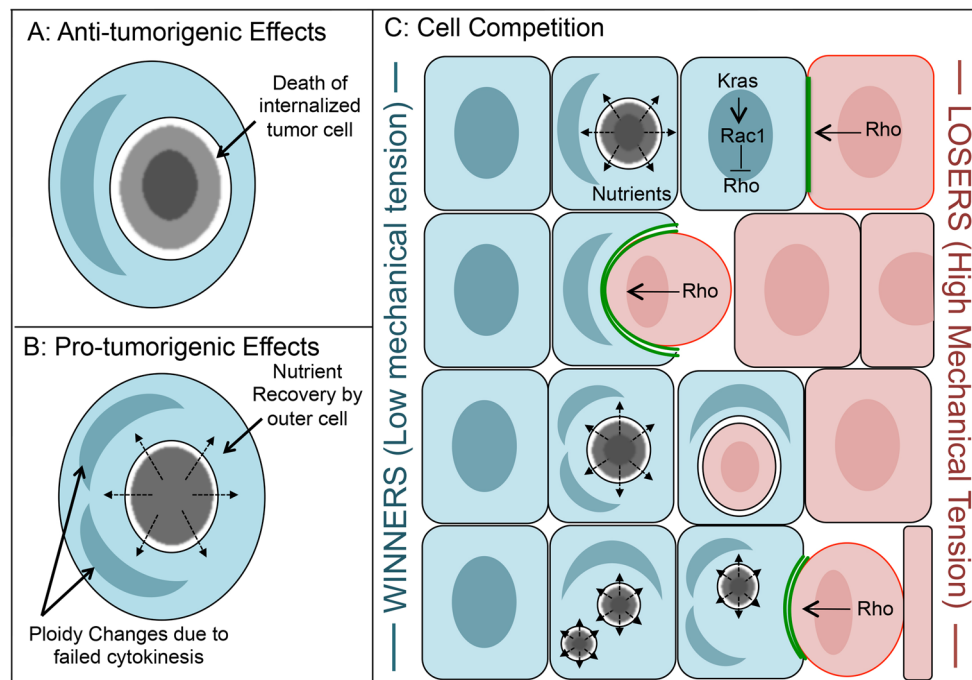 A: Anti-tumorigenic Effects
Death of
internalized
tumor cell
B: Pro-tumorigenic Effects
Nutrient
Recovery by
outer cell
Ploidy Changes due to
failed cytokinesis
C: Cell Competition
WINNERS (Low mechanical tension)
Nutrients
Kras
Rac1
Rho
Rho
Rho
Rho
LOSERS (High Mechanical Tension)